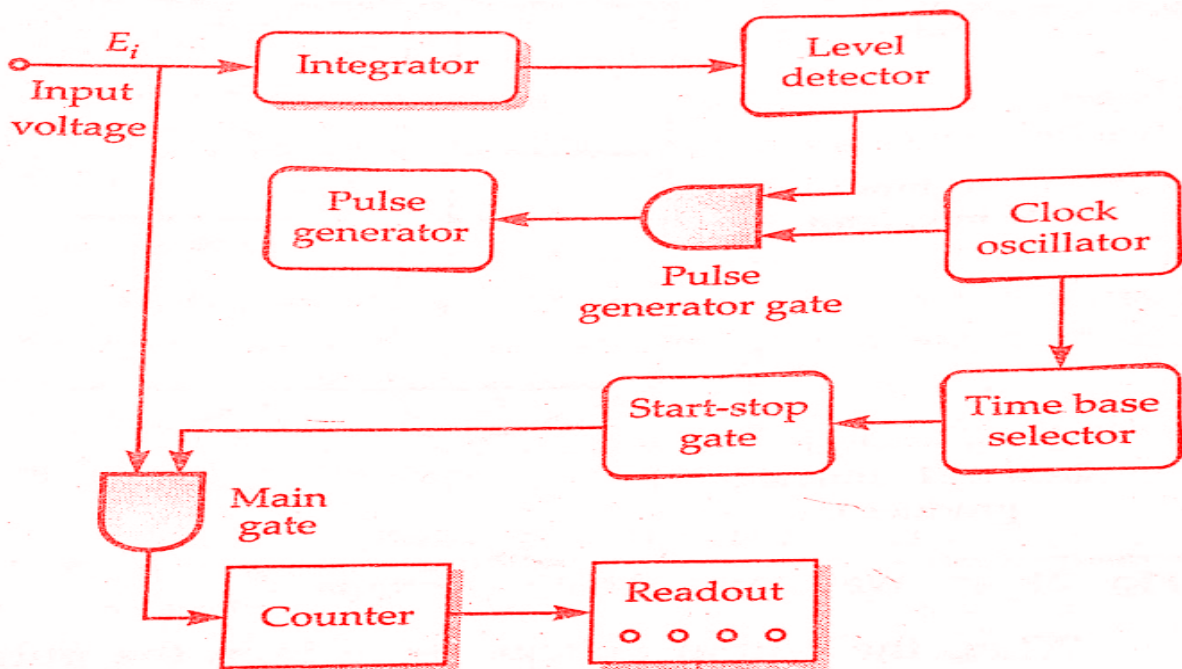 E_i
Input
voltage
Integrator
Level
detector
Pulse
generator
Pulse
generator gate
Clock
oscillator
Start-stop
gate
Time base
selector
Main
gate
Counter
Readout